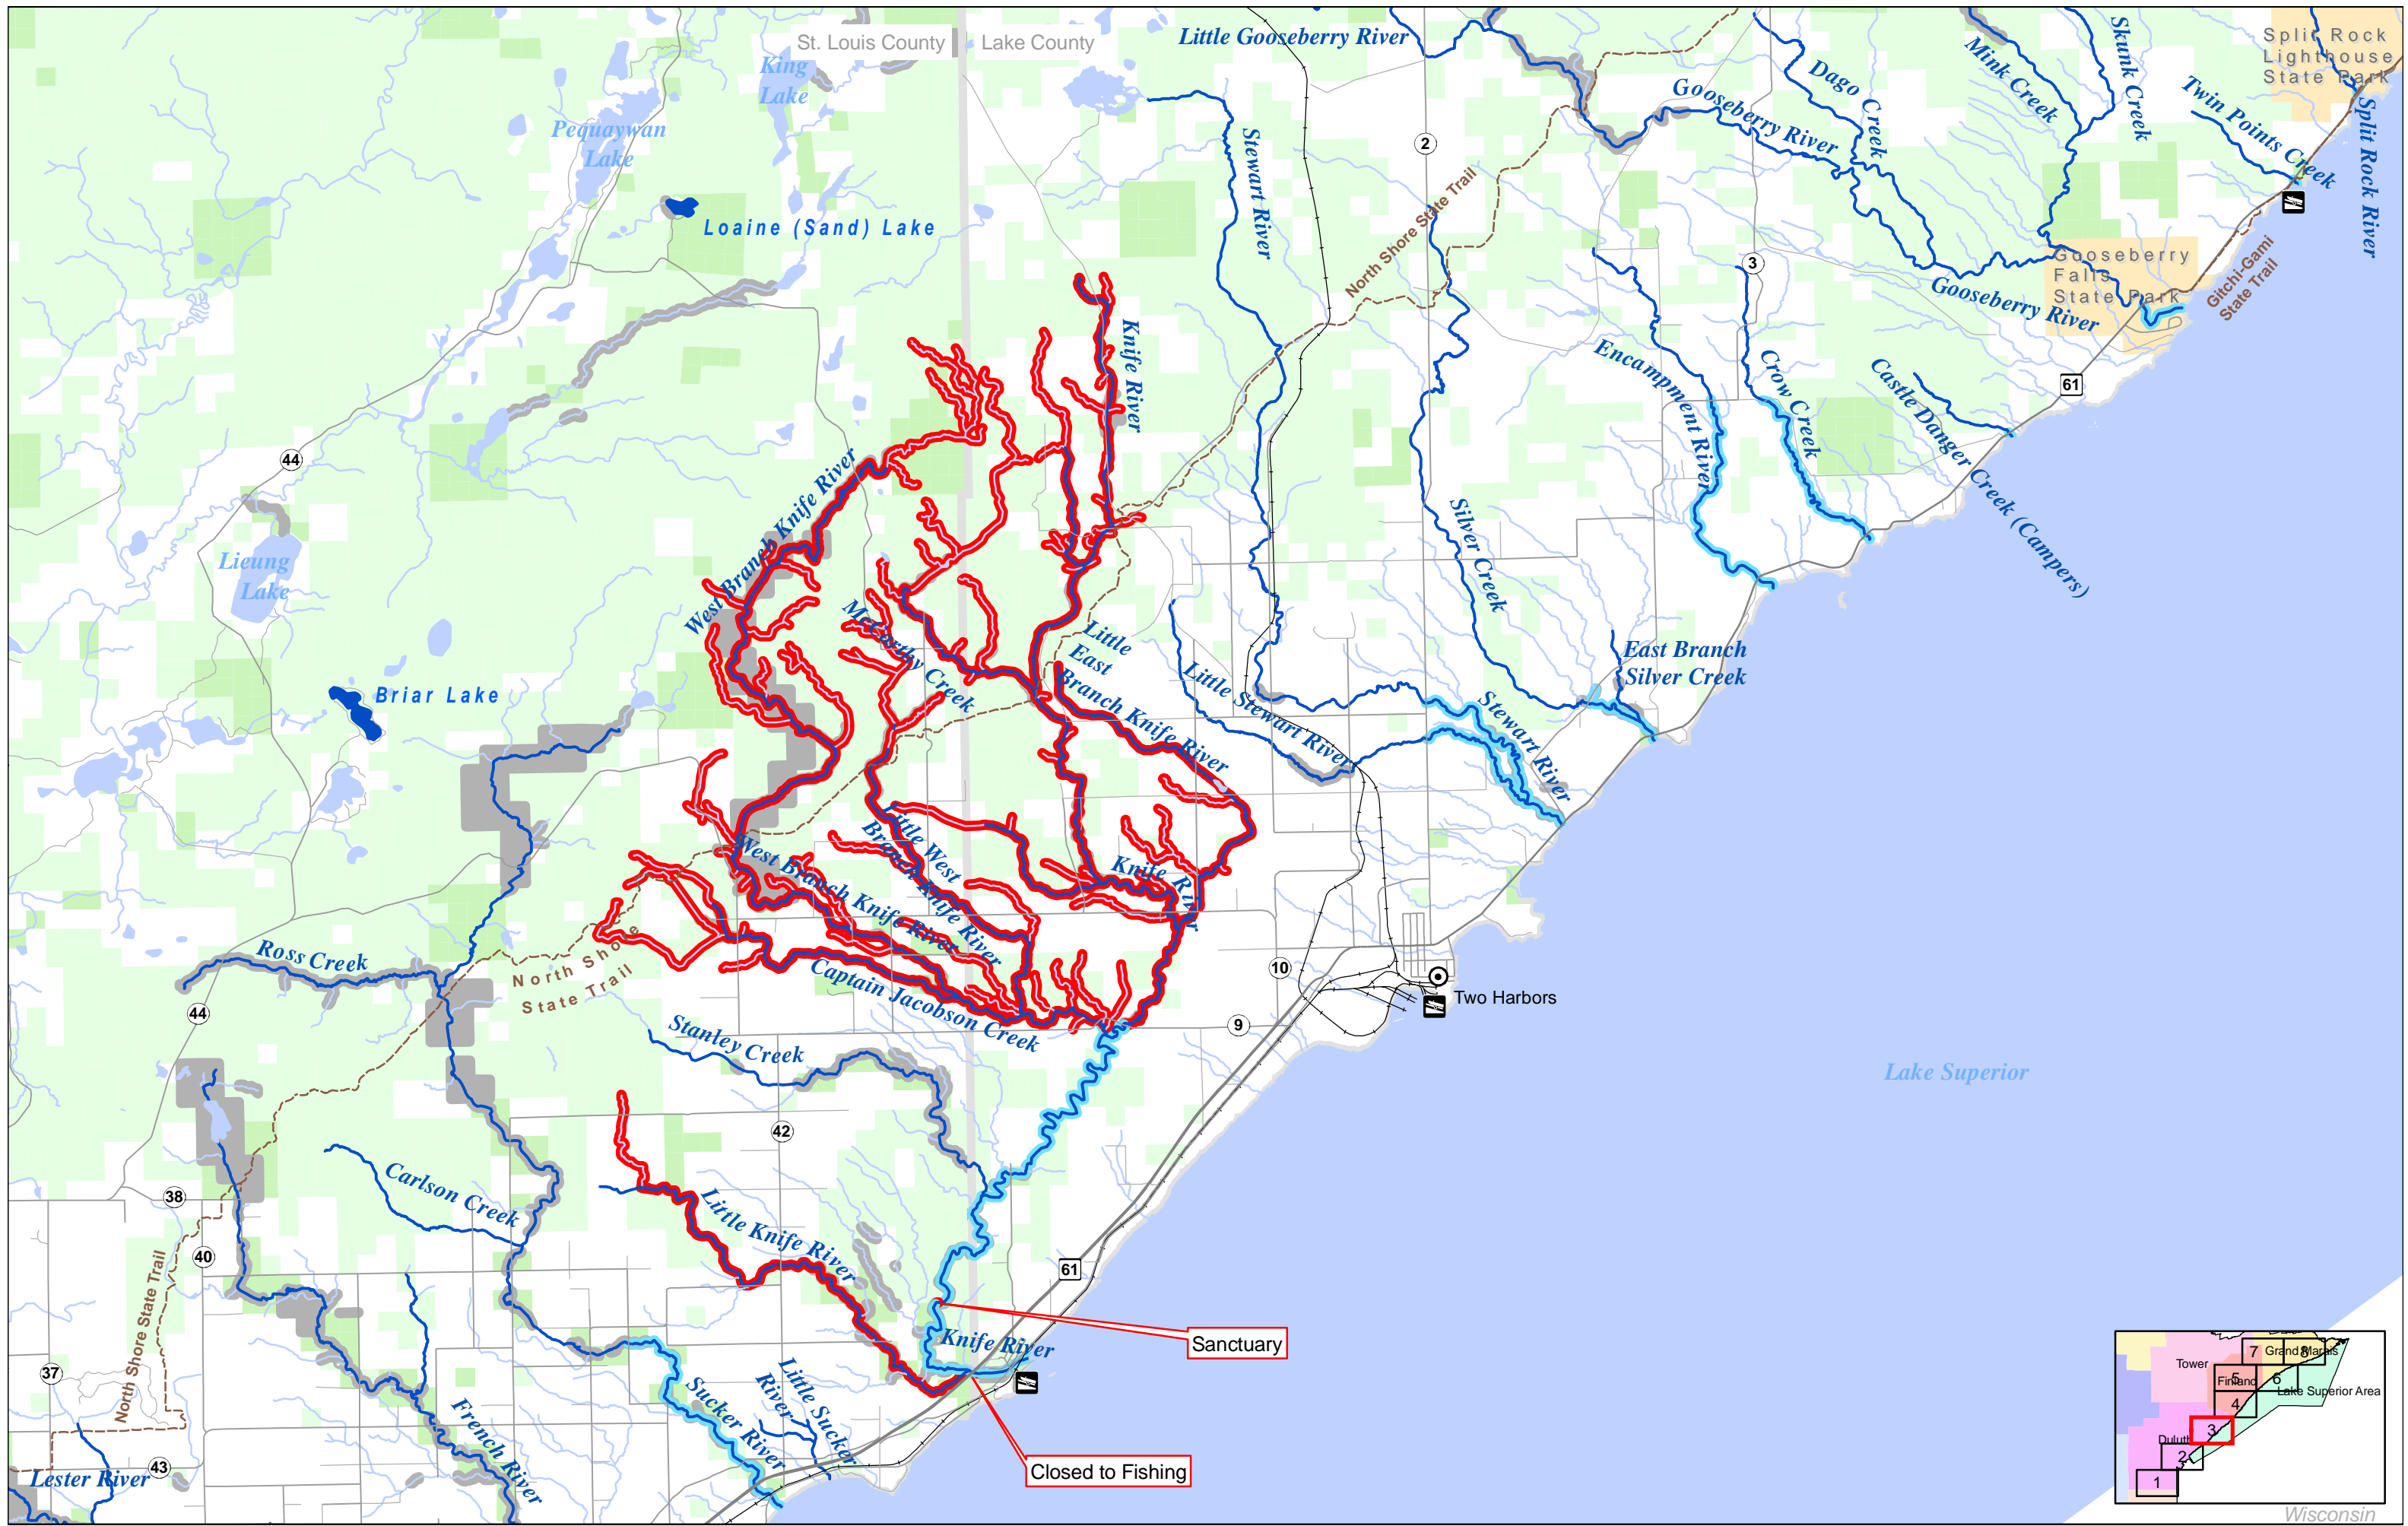 St. Louis County
Lake County
Little Gooseberry River
King
Lake
Pequaywan
Lake
Loaine (Sand) Lake
Stewart River
2
Gooseberry River
Dago Creek
Mink Creek
Skunk Creek
Split Rock
Lighthouse
State Park
Twin Points Creek
Split Rock River
North Shore State Trail
3
Gooseberry
Falls
State Park
Gitchi-Gami
State Trail
Gooseberry River
Knife River
Encampment River
Crow Creek
Castle Danger Creek (Campers)
61
44
West Branch Knife River
Lieung
Lake
Silver Creek
McCarthy Creek
Little
East
Branch Knife River
East Branch
Silver Creek
Briar Lake
Little Stewart River
Stewart River
Little West
Branch Knife River
West Branch Knife River
Knife River
Ross Creek
North Shore
State Trail
Captain Jacobson Creek
10
Two Harbors
44
Stanley Creek
9
Lake Superior
42
Carlson Creek
38
Little Knife River
40
61
North Shore State Trail
Sanctuary
Knife River
37
Little Sucker
River
Sucker River
French River
Closed to Fishing
Lester River
43
7
Grand Marais
8
Tower
5
Finland
6
Lake Superior Area
4
3
Duluth
2
1
Wisconsin